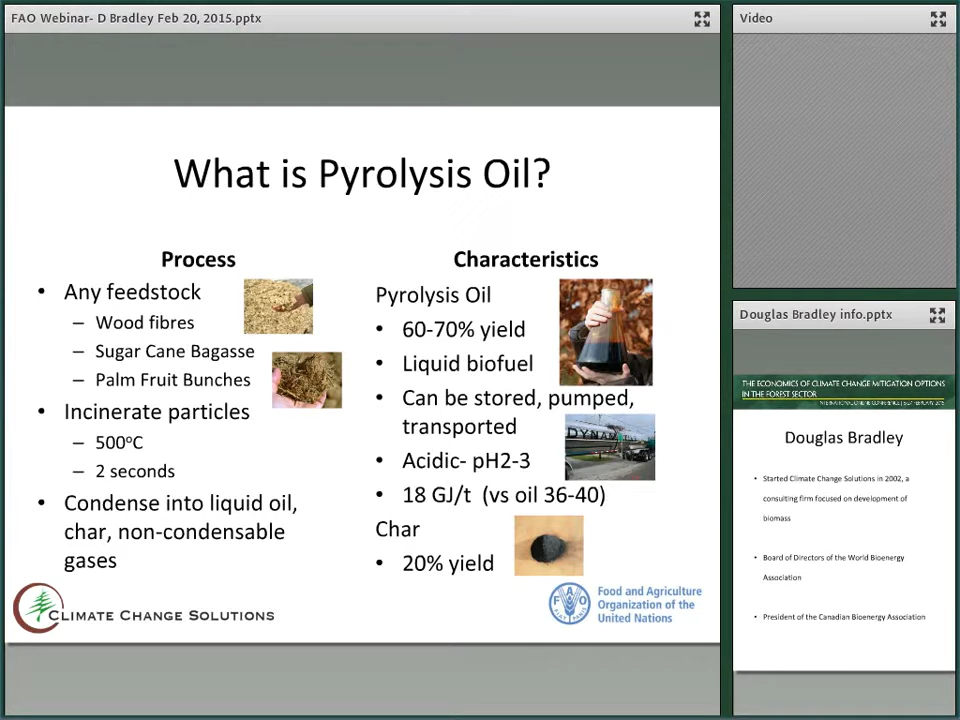 FAO Webinar- D Bradley Feb 20, 2015.pptx
What is Pyrolysis Oil?
Process
• Any feedstock
– Wood fibres
– Sugar Cane Bagasse
– Palm Fruit Bunches
• Incinerate particles
– 500°C
– 2 seconds
• Condense into liquid oil,
char, non-condensable
gases
Characteristics
Pyrolysis Oil
• 60-70% yield
• Liquid biofuel
• Can be stored, pumped,
transported
• Acidic- pH2-3
• 18 GJ/t (vs oil 36-40)
Char
• 20% yield
DYNAM
CLIMATE CHANGE SOLUTIONS
FAO
FIAT PANIS
Food and Agriculture
Organization of the
United Nations
Video
Douglas Bradley info.pptx
THE ECONOMICS OF CLIMATE CHANGE MITIGATION OPTIONS
IN THE FOREST SECTOR
Douglas Bradley
• Started Climate Change Solutions in 2002, a
consulting firm focused on development of
biomass
• Board of Directors of the World Bioenergy
Association
• President of the Canadian Bioenergy Association